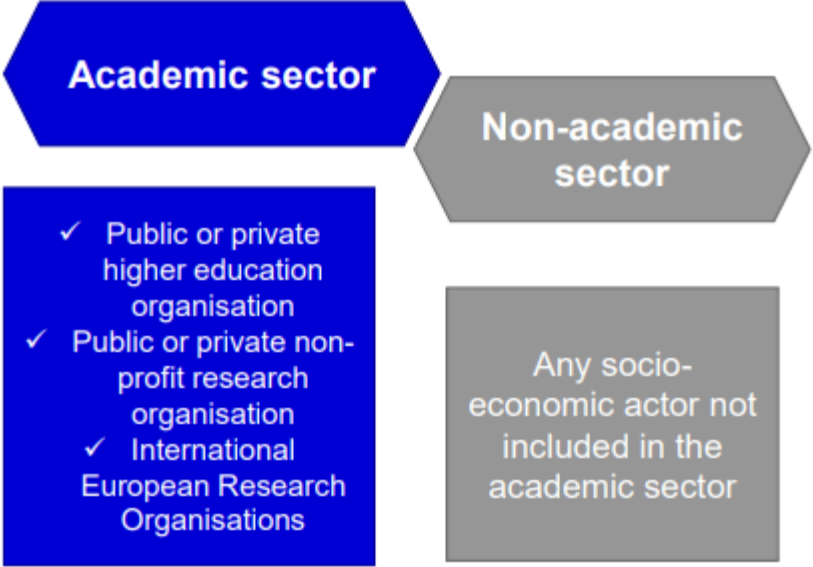 Academic sector
Non-academic
sector
✓ Public or private
higher education
organisation
✓ Public or private non-
profit research
organisation
✓ International
European Research
Organisations
Any socio-
economic actor not
included in the
academic sector